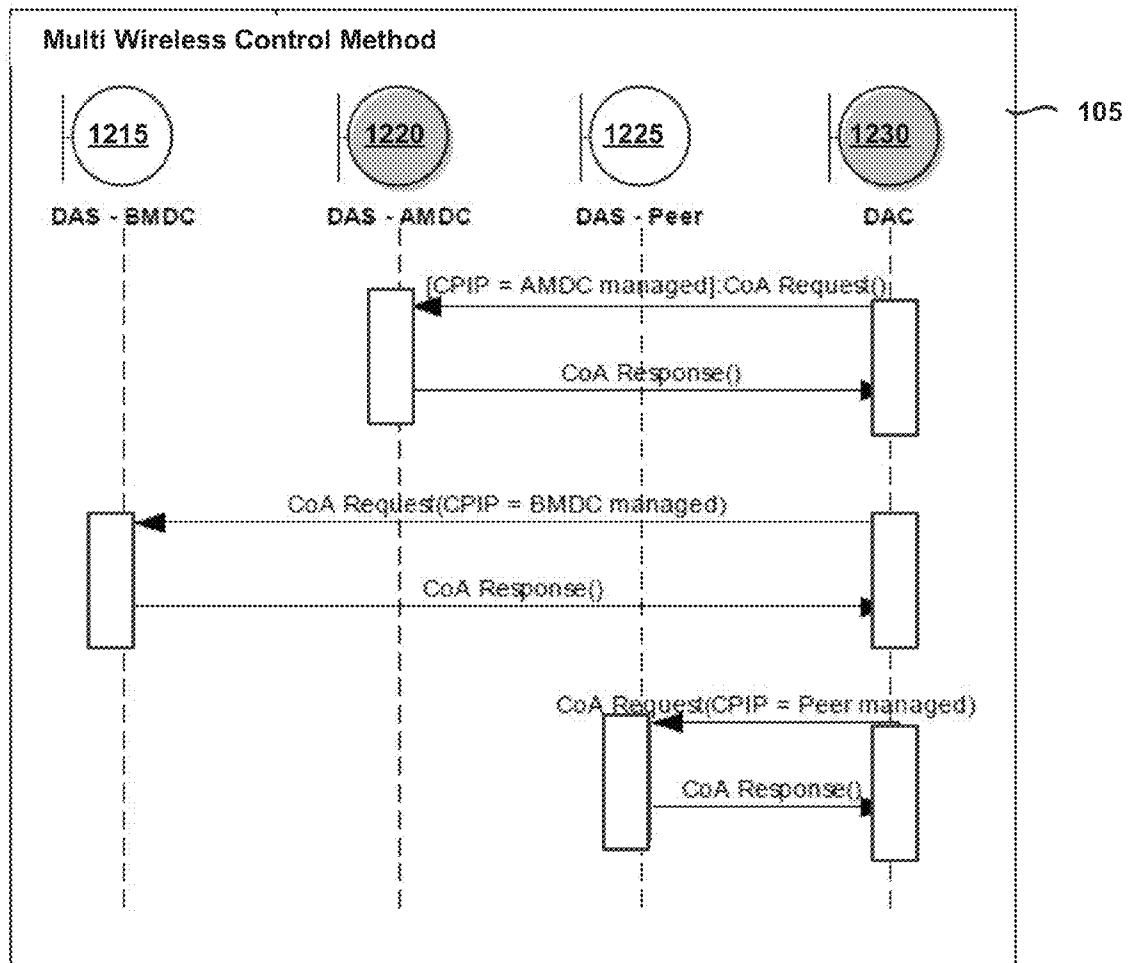 Multi Wireless Control Method
105
1215
1220
1225
1230
DAS - BMDC
DAS - AMDC
DAS - Peer
DAC
[CPIP = AMDC managed]:CoA Request()
CoA Response()
CoA Request(CPIP = BMDC managed)
CoA Response()
CoA Request(CPIP = Peer managed)
CoA Response()